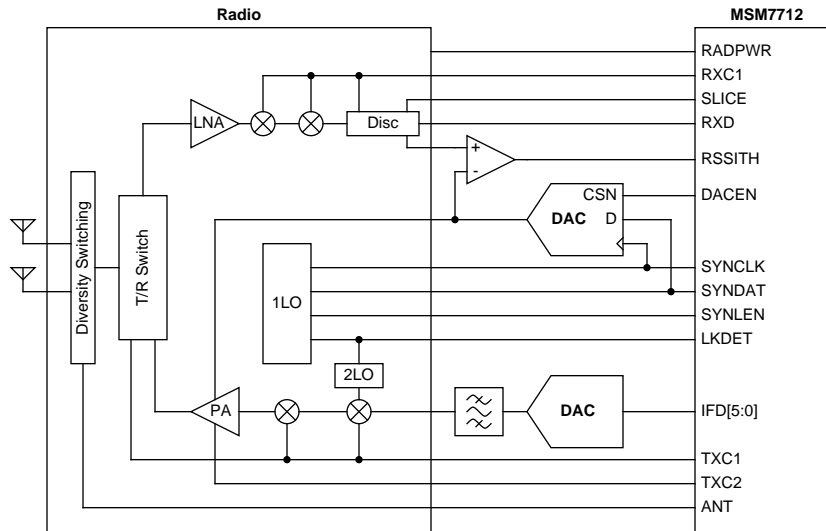 Radio
MSM7712
RADPWR
RXC1
SLICE
LNA
Disc
RXD
+
-
RSSITH
CSN
DACEN
DAC
D
Diversity Switching
T/R Switch
1LO
SYNCLK
SYNDAT
SYNLEN
LKDET
2LO
PA
DAC
IFD[5:0]
TXC1
TXC2
ANT